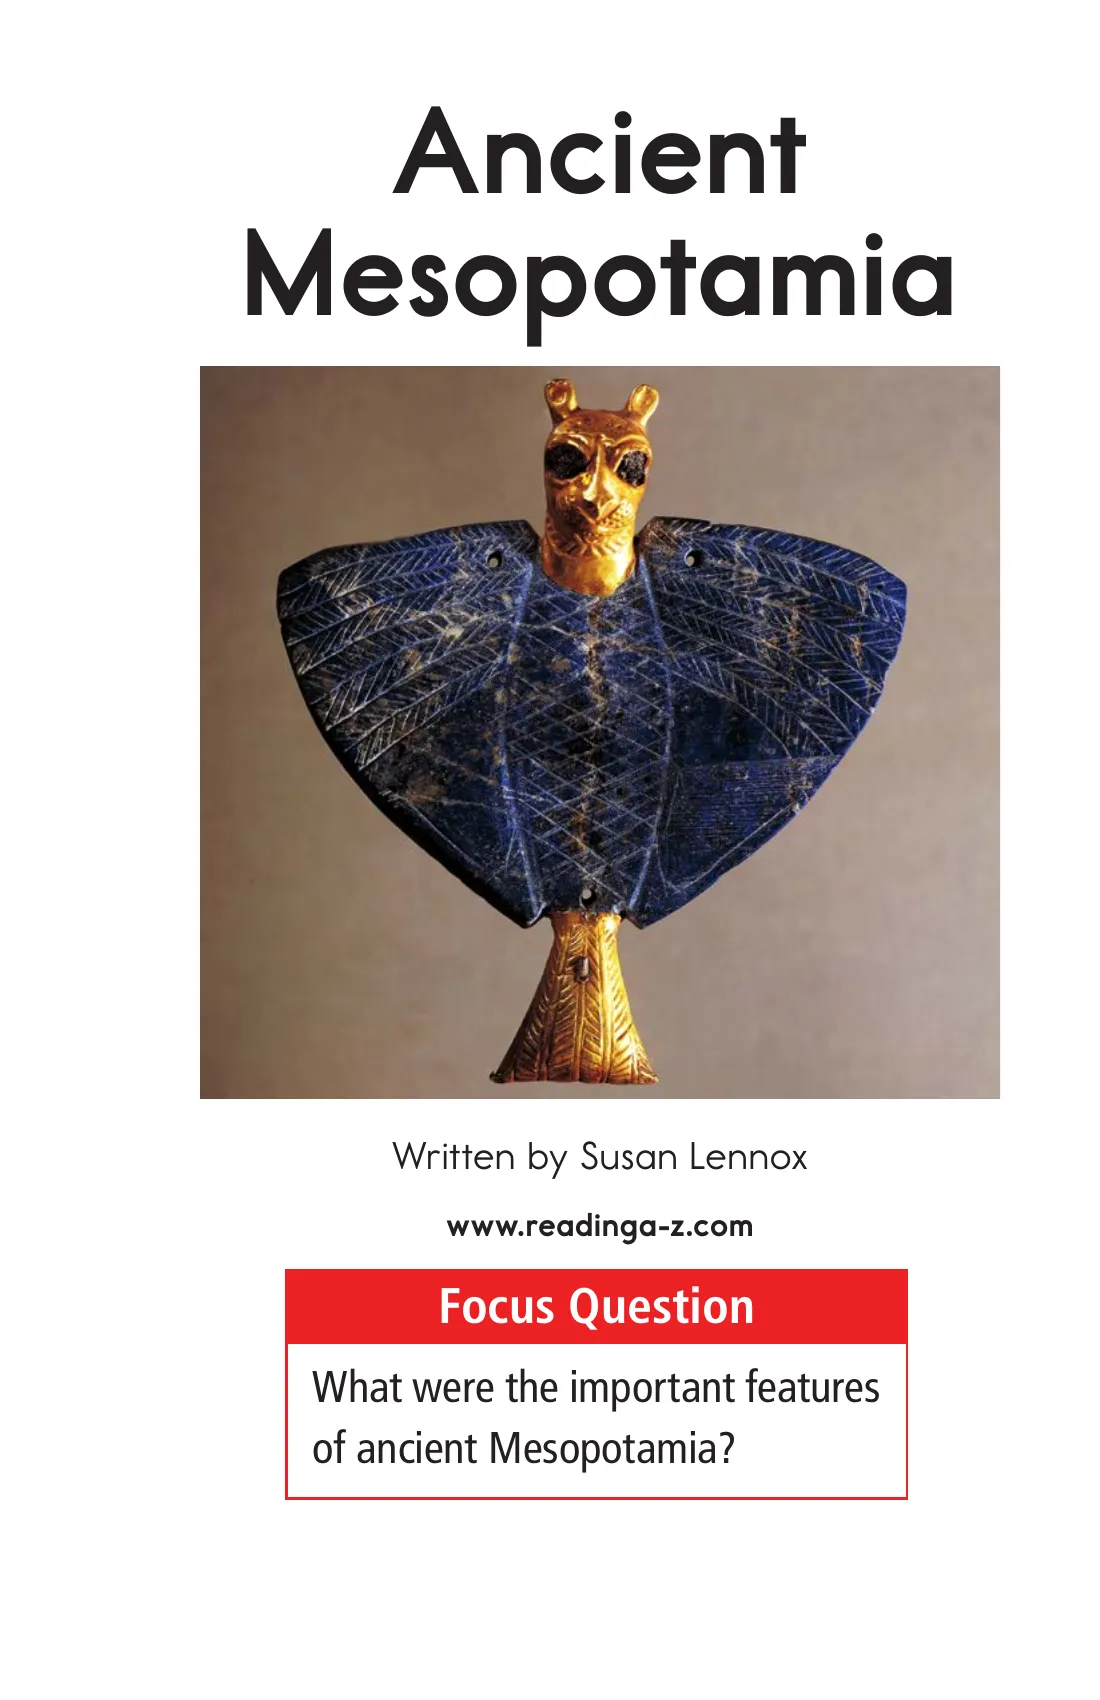 Ancient
Mesopotamia
Written by Susan Lennox
www.readinga-z.com
Focus Question
What were the important features
of ancient Mesopotamia?